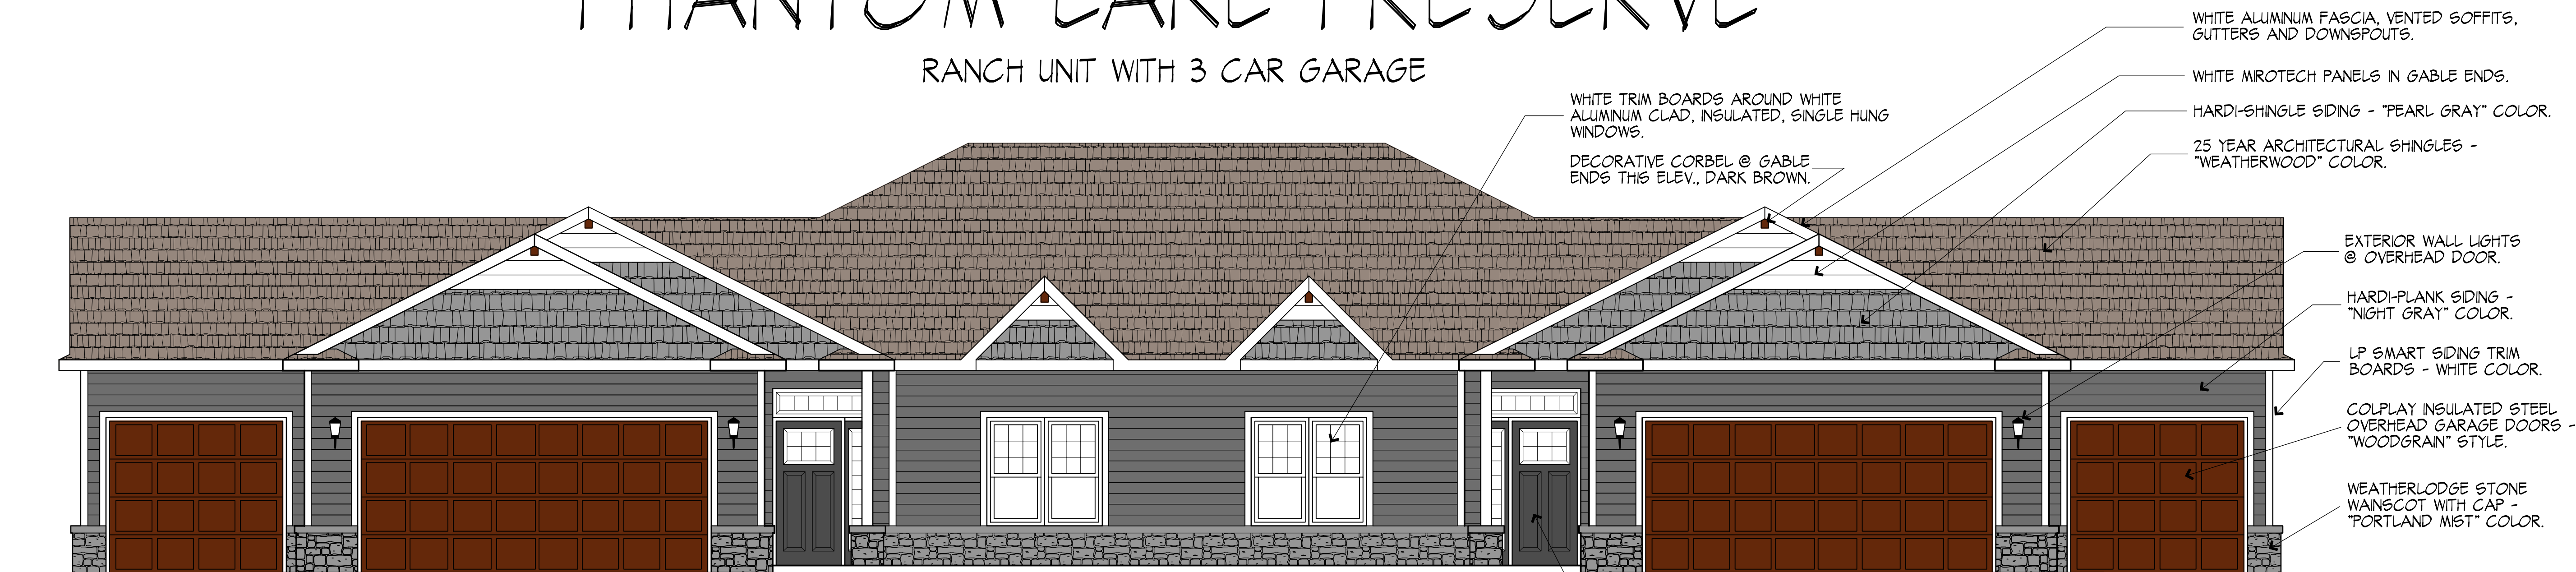 PHANTOM LAKE PRESERVE
RANCH UNIT WITH 3 CAR GARAGE
WHITE TRIM BOARDS AROUND WHITE
ALUMINUM CLAD, INSULATED, SINGLE HUNG
WINDOWS.
DECORATIVE CORBEL @ GABLE
ENDS THIS ELEV., DARK BROWN.
WHITE ALUMINUM FASCIA, VENTED SOFFITS,
GUTTERS AND DOWNSPOUTS.
WHITE MIROTECH PANELS IN GABLE ENDS.
HARDI-SHINGLE SIDING - "PEARL GRAY" COLOR.
25 YEAR ARCHITECTURAL SHINGLES -
"WEATHERWOOD" COLOR.
EXTERIOR WALL LIGHTS
@ OVERHEAD DOOR.
HARDI-PLANK SIDING -
"NIGHT GRAY" COLOR.
LP SMART SIDING TRIM
BOARDS - WHITE COLOR.
COLPLAY INSULATED STEEL
OVERHEAD GARAGE DOORS -
"WOODGRAIN" STYLE.
WEATHERLODGE STONE
WAINSCOT WITH CAP -
"PORTLAND MIST" COLOR.